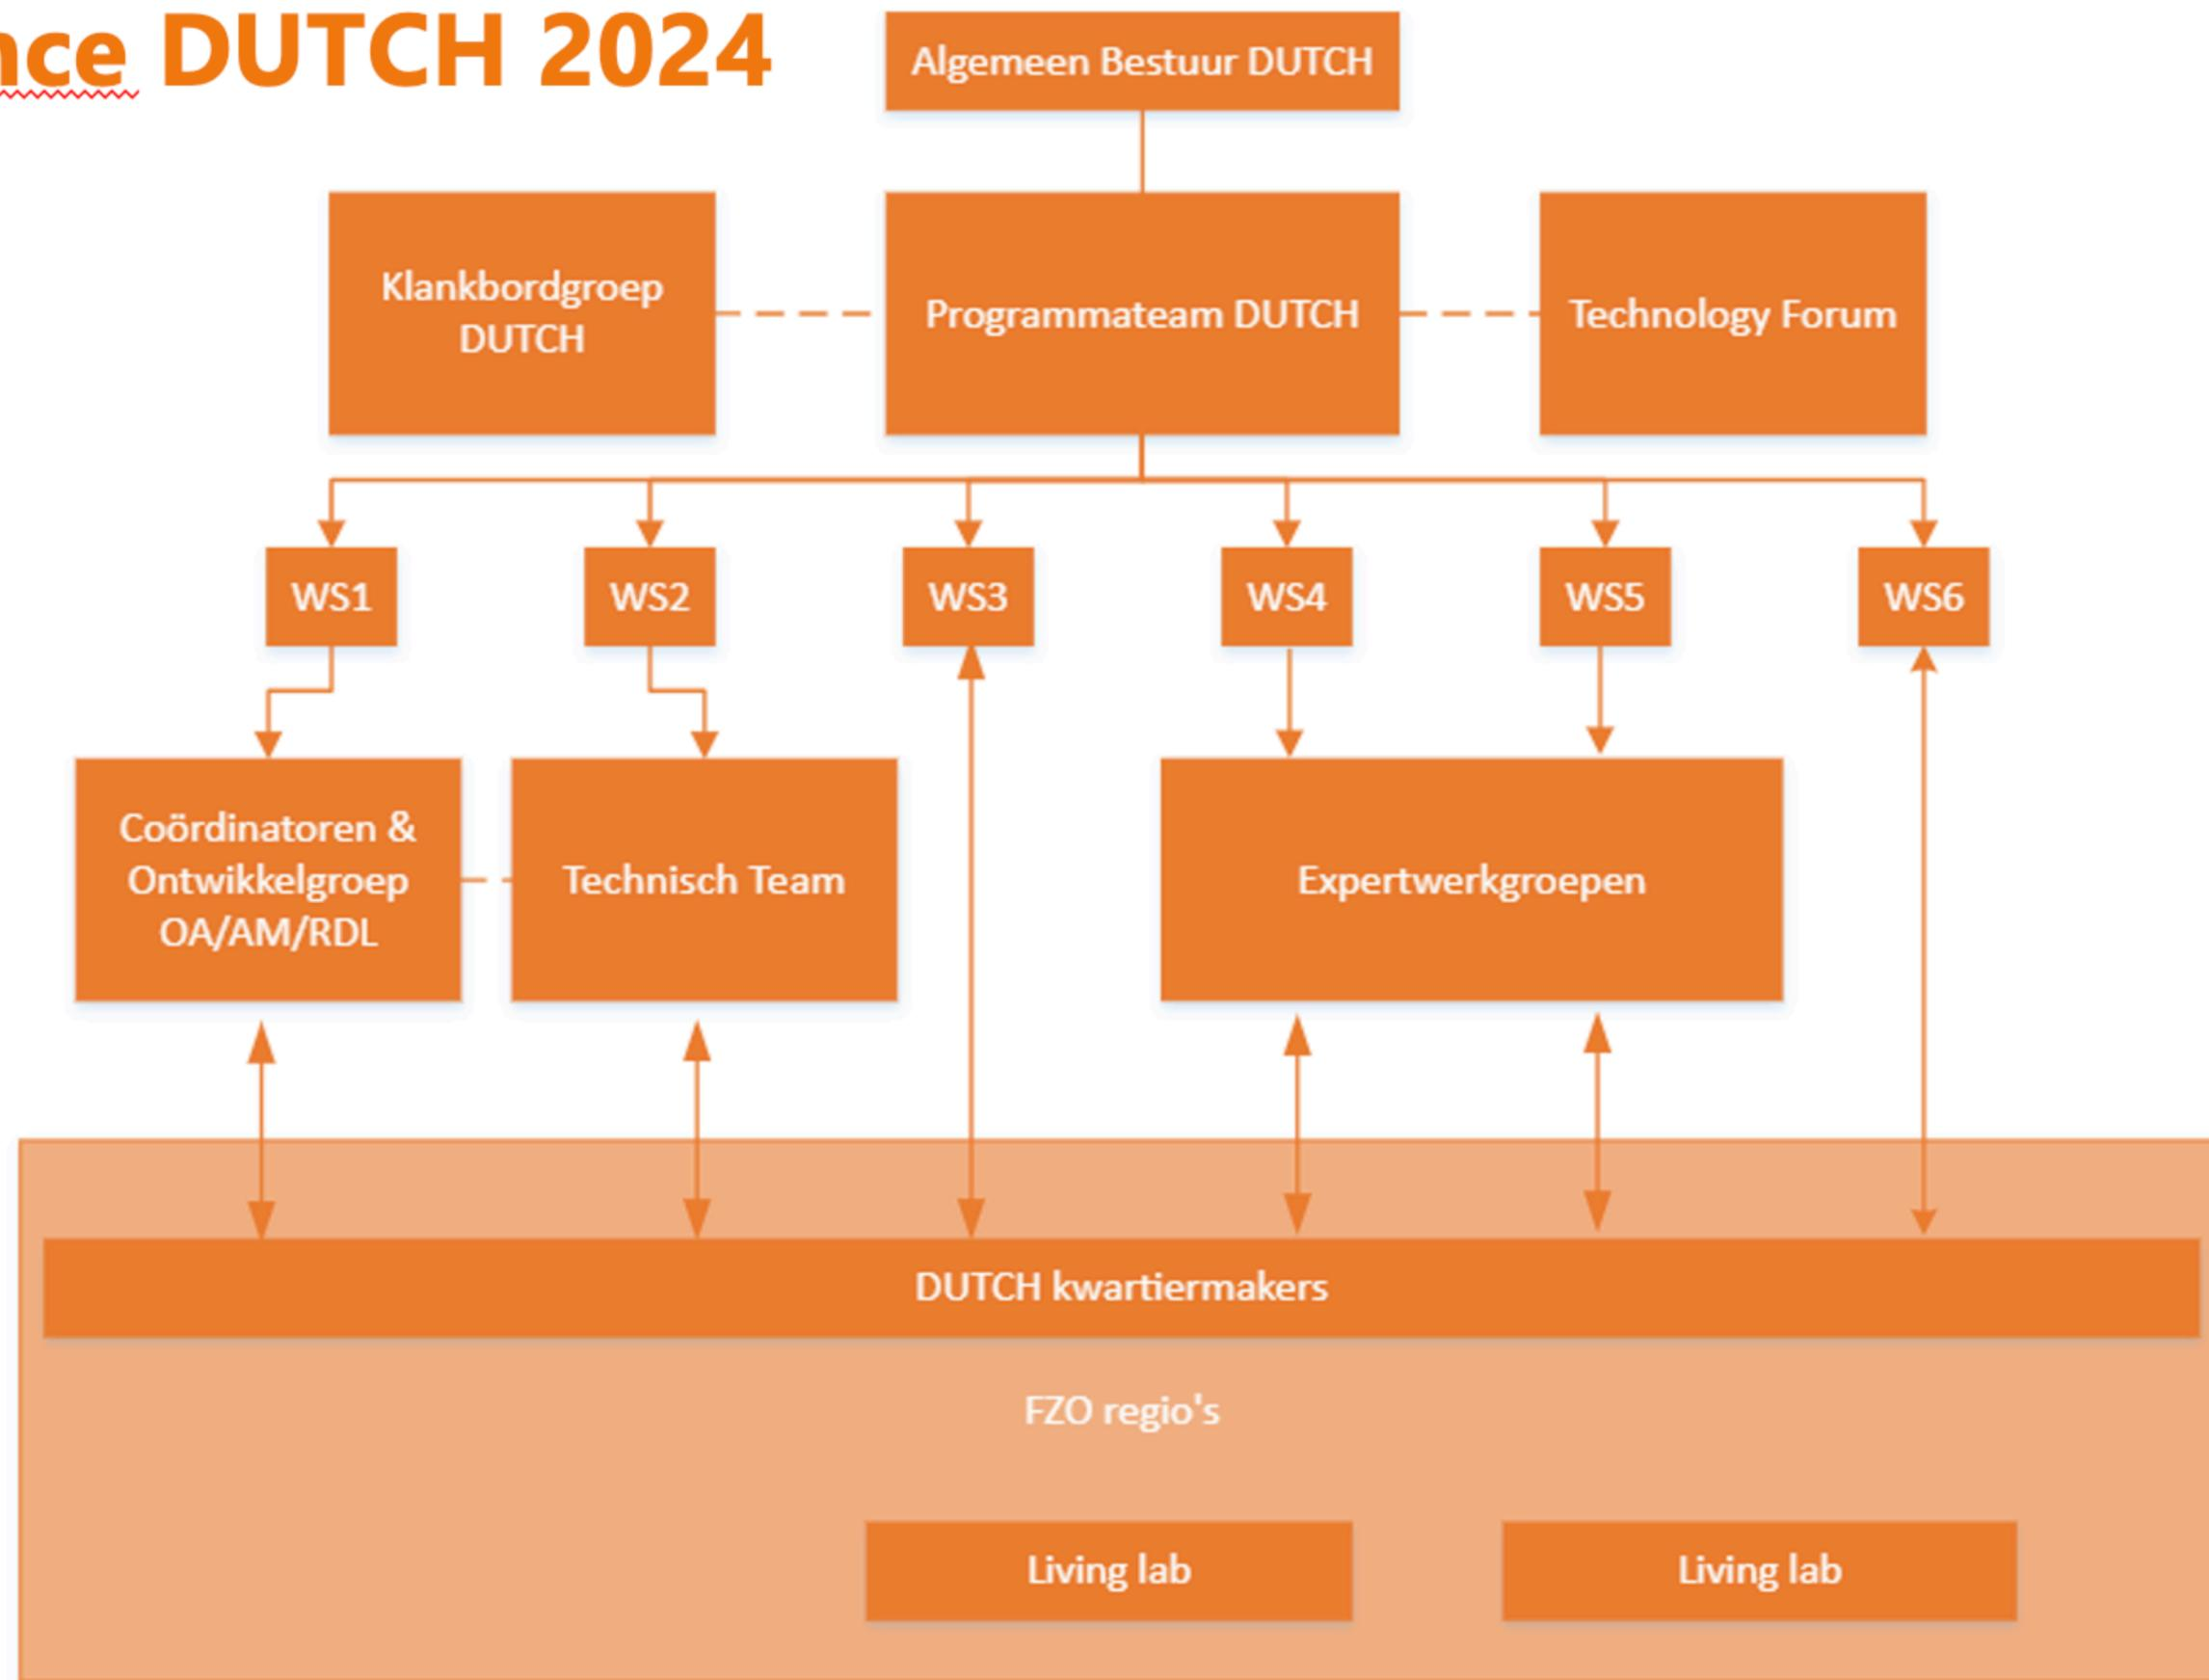 nce DUTCH 2024
Algemeen Bestuur DUTCH
Klankbordgroep
DUTCH
Programmateam DUTCH
Technology Forum
WS1
WS2
WS3
WS4
WS5
WS6
Coördinatoren &
Ontwikkelgroep
OA/AM/RDL
Technisch Team
Expertwerkgroepen
DUTCH kwartiermakers
FZO regio's
Living lab
Living lab